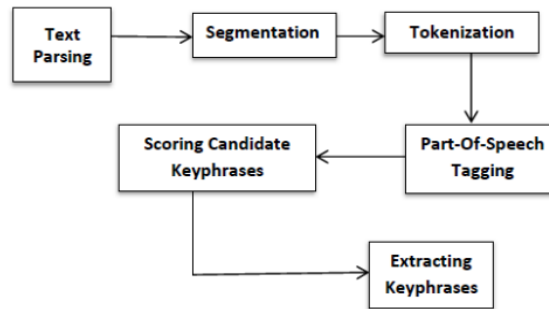 Text
Parsing
Segmentation
Tokenization
Part-Of-Speech
Tagging
Scoring Candidate
Keyphrases
Extracting
Keyphrases